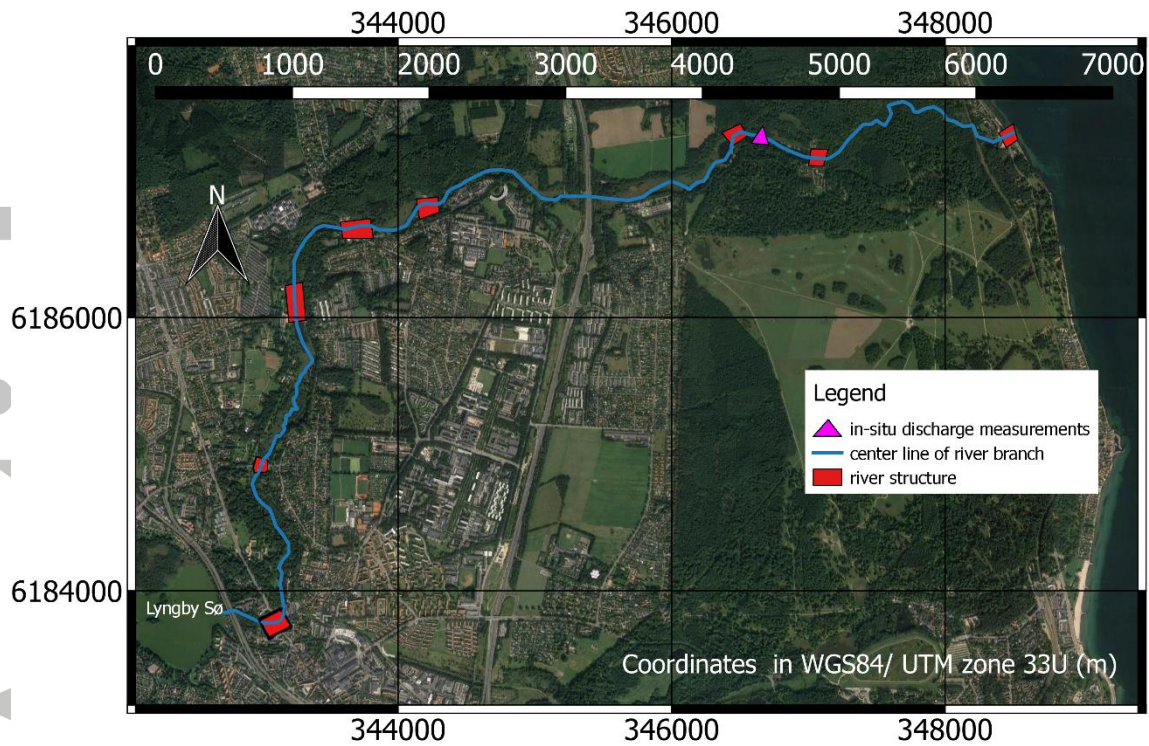 344000 346000 348000
0 1000 2000 3000 4000 5000 6000 7000
N
6186000
Legend
in-situ discharge measurements
center line of river branch
river structure
6184000
Lyngby Sø
Coordinates in WGS84/ UTM zone 33U (m)
344000 346000 348000